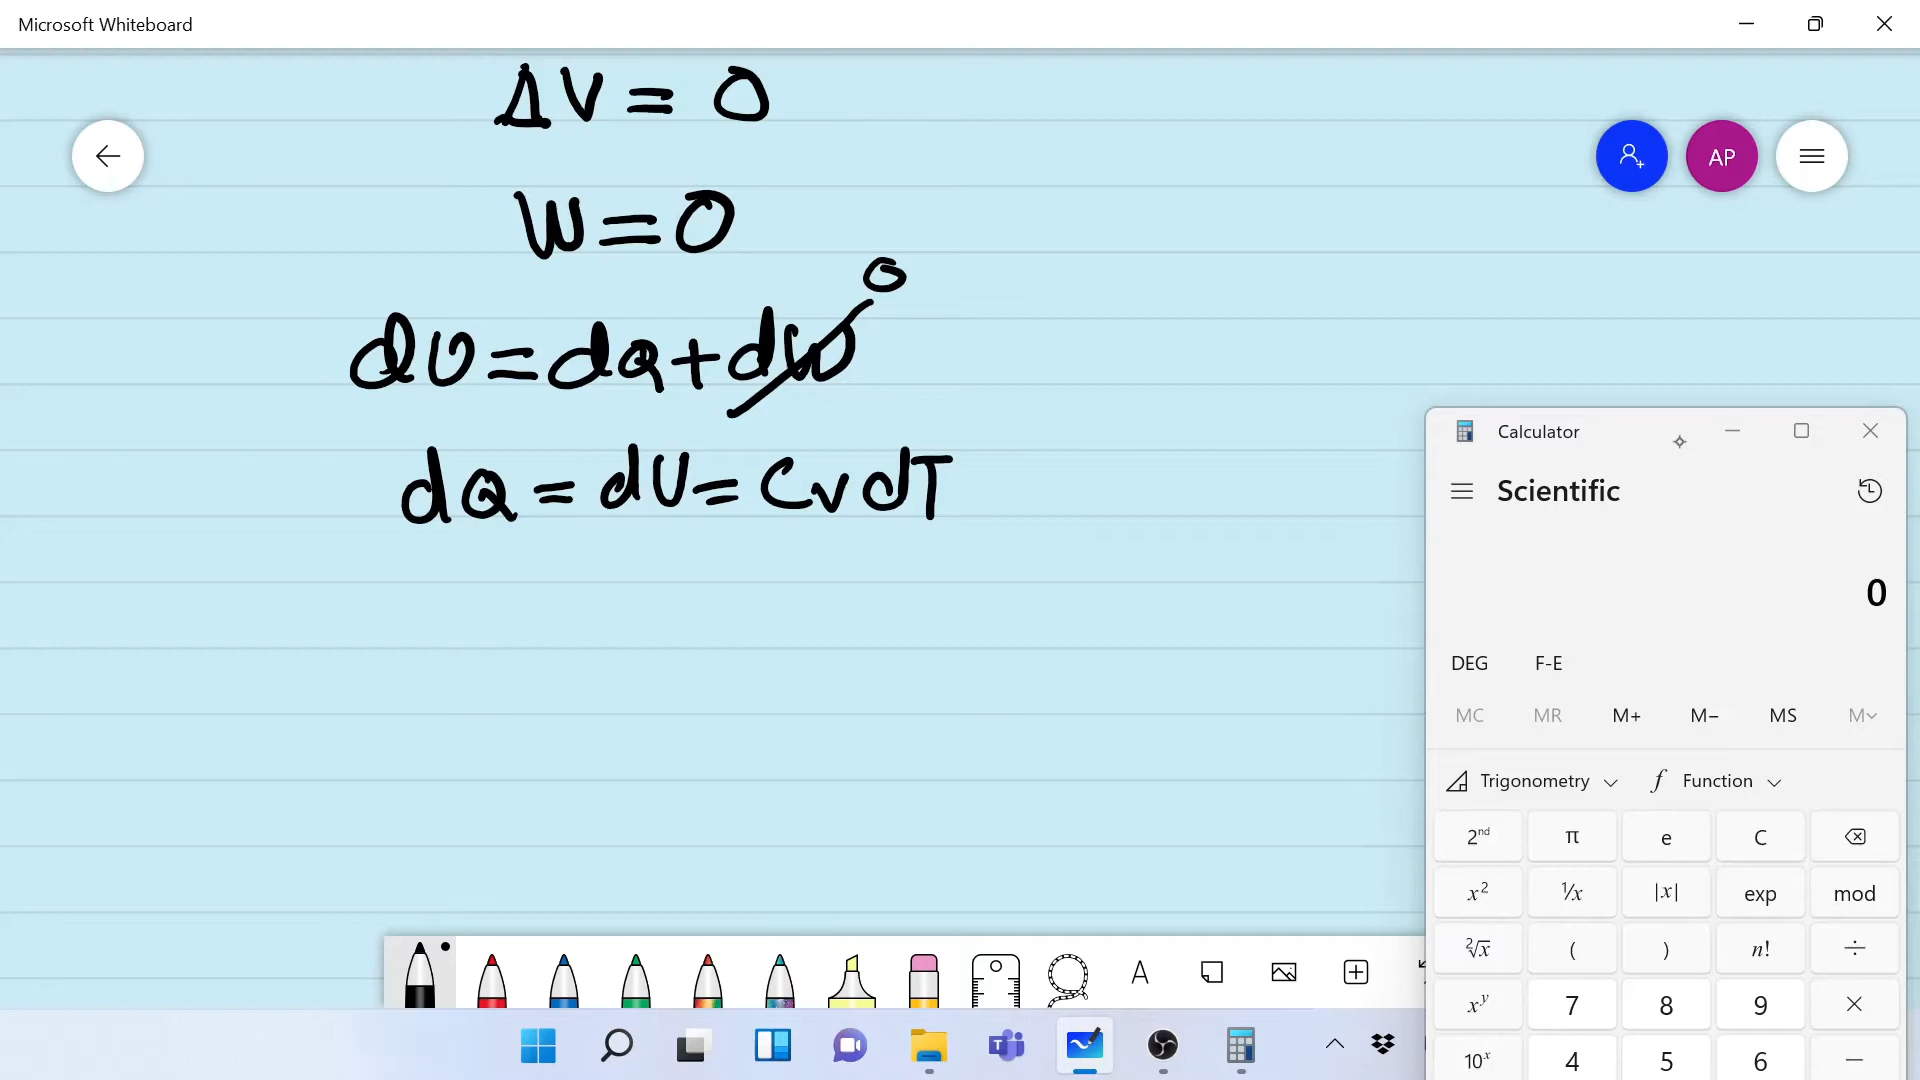 Microsoft Whiteboard
ΔV = 0
W = 0
AP
0
dU = dQ + dW
dQ = dU = CvdT
Calculator
Scientific
0
DEG F-E
MC MR M+ M− MS M
Trigonometry f Function
2nd π e C
x2 1/x |x| exp mod
2√x ( ) n! ÷
xy 7 8 9 ×
10x 4 5 6 −
A
T